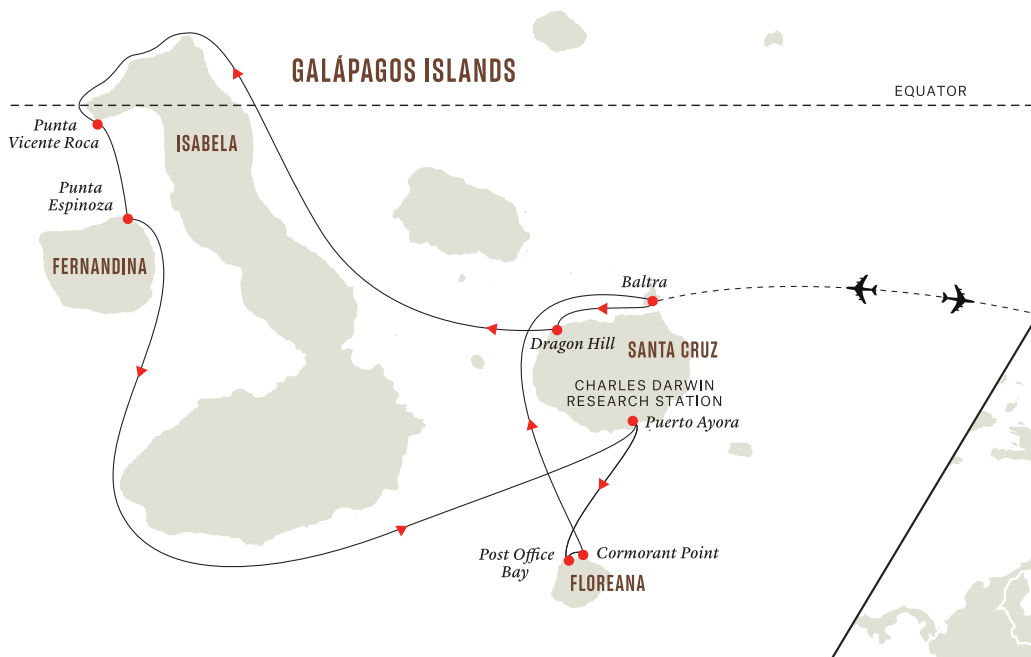 GALÁPAGOS ISLANDS
EQUATOR
Punta
Vicente Roca
ISABELA
Punta
Espinoza
FERNANDINA
Baltra
Dragon Hill
SANTA CRUZ
CHARLES DARWIN
RESEARCH STATION
Puerto Ayora
Post Office
Bay
Cormorant Point
FLOREANA